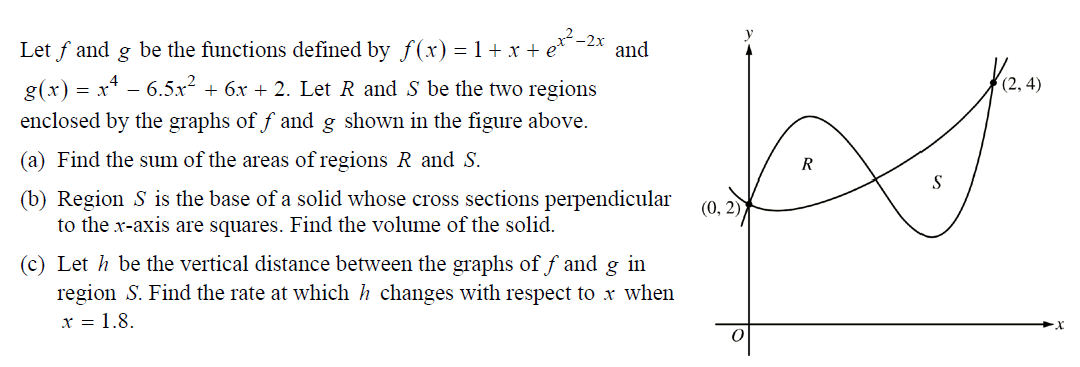 Let f and g be the functions defined by f(x) = 1 + x + e^{x^2 − 2x} and
g(x) = x^4 − 6.5x^2 + 6x + 2. Let R and S be the two regions
enclosed by the graphs of f and g shown in the figure above.
(a) Find the sum of the areas of regions R and S.
(b) Region S is the base of a solid whose cross sections perpendicular
to the x-axis are squares. Find the volume of the solid.
(c) Let h be the vertical distance between the graphs of f and g in
region S. Find the rate at which h changes with respect to x when
x = 1.8.
y
(2, 4)
R
S
(0, 2)
O
x